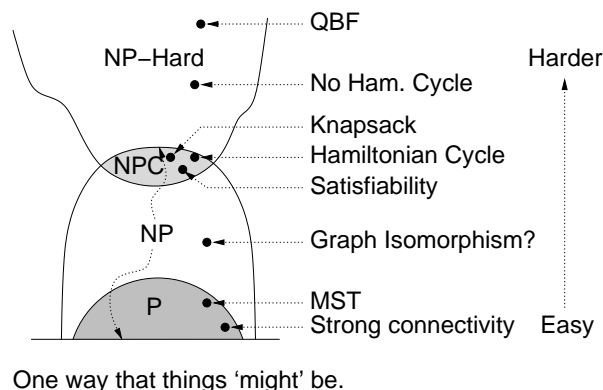 QBF
NP–Hard
Harder
No Ham. Cycle
Knapsack
NPC
Hamiltonian Cycle
Satisfiability
NP
Graph Isomorphism?
P
MST
Strong connectivity
Easy
One way that things ‘might’ be.